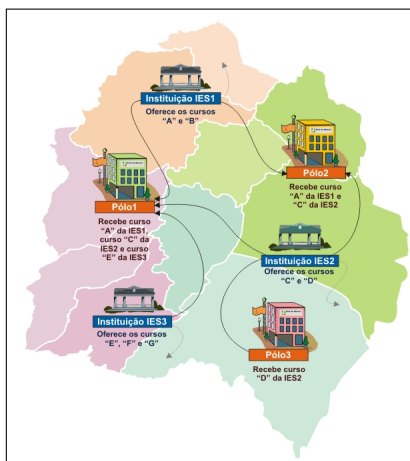 Instituição IES1
Oferece os cursos
"A" e "B"
Pólo2
Recebe curso
"A" da IES1 e
"C" da IES2
Pólo1
Recebe curso
"A" da IES1,
curso "C" da
IES2 e curso
"E" da IES3
Instituição IES2
Oferece os cursos
"C" e "D"
Instituição IES3
Oferece os cursos
"E", "F" e "G"
Pólo3
Recebe curso
"D" da IES2